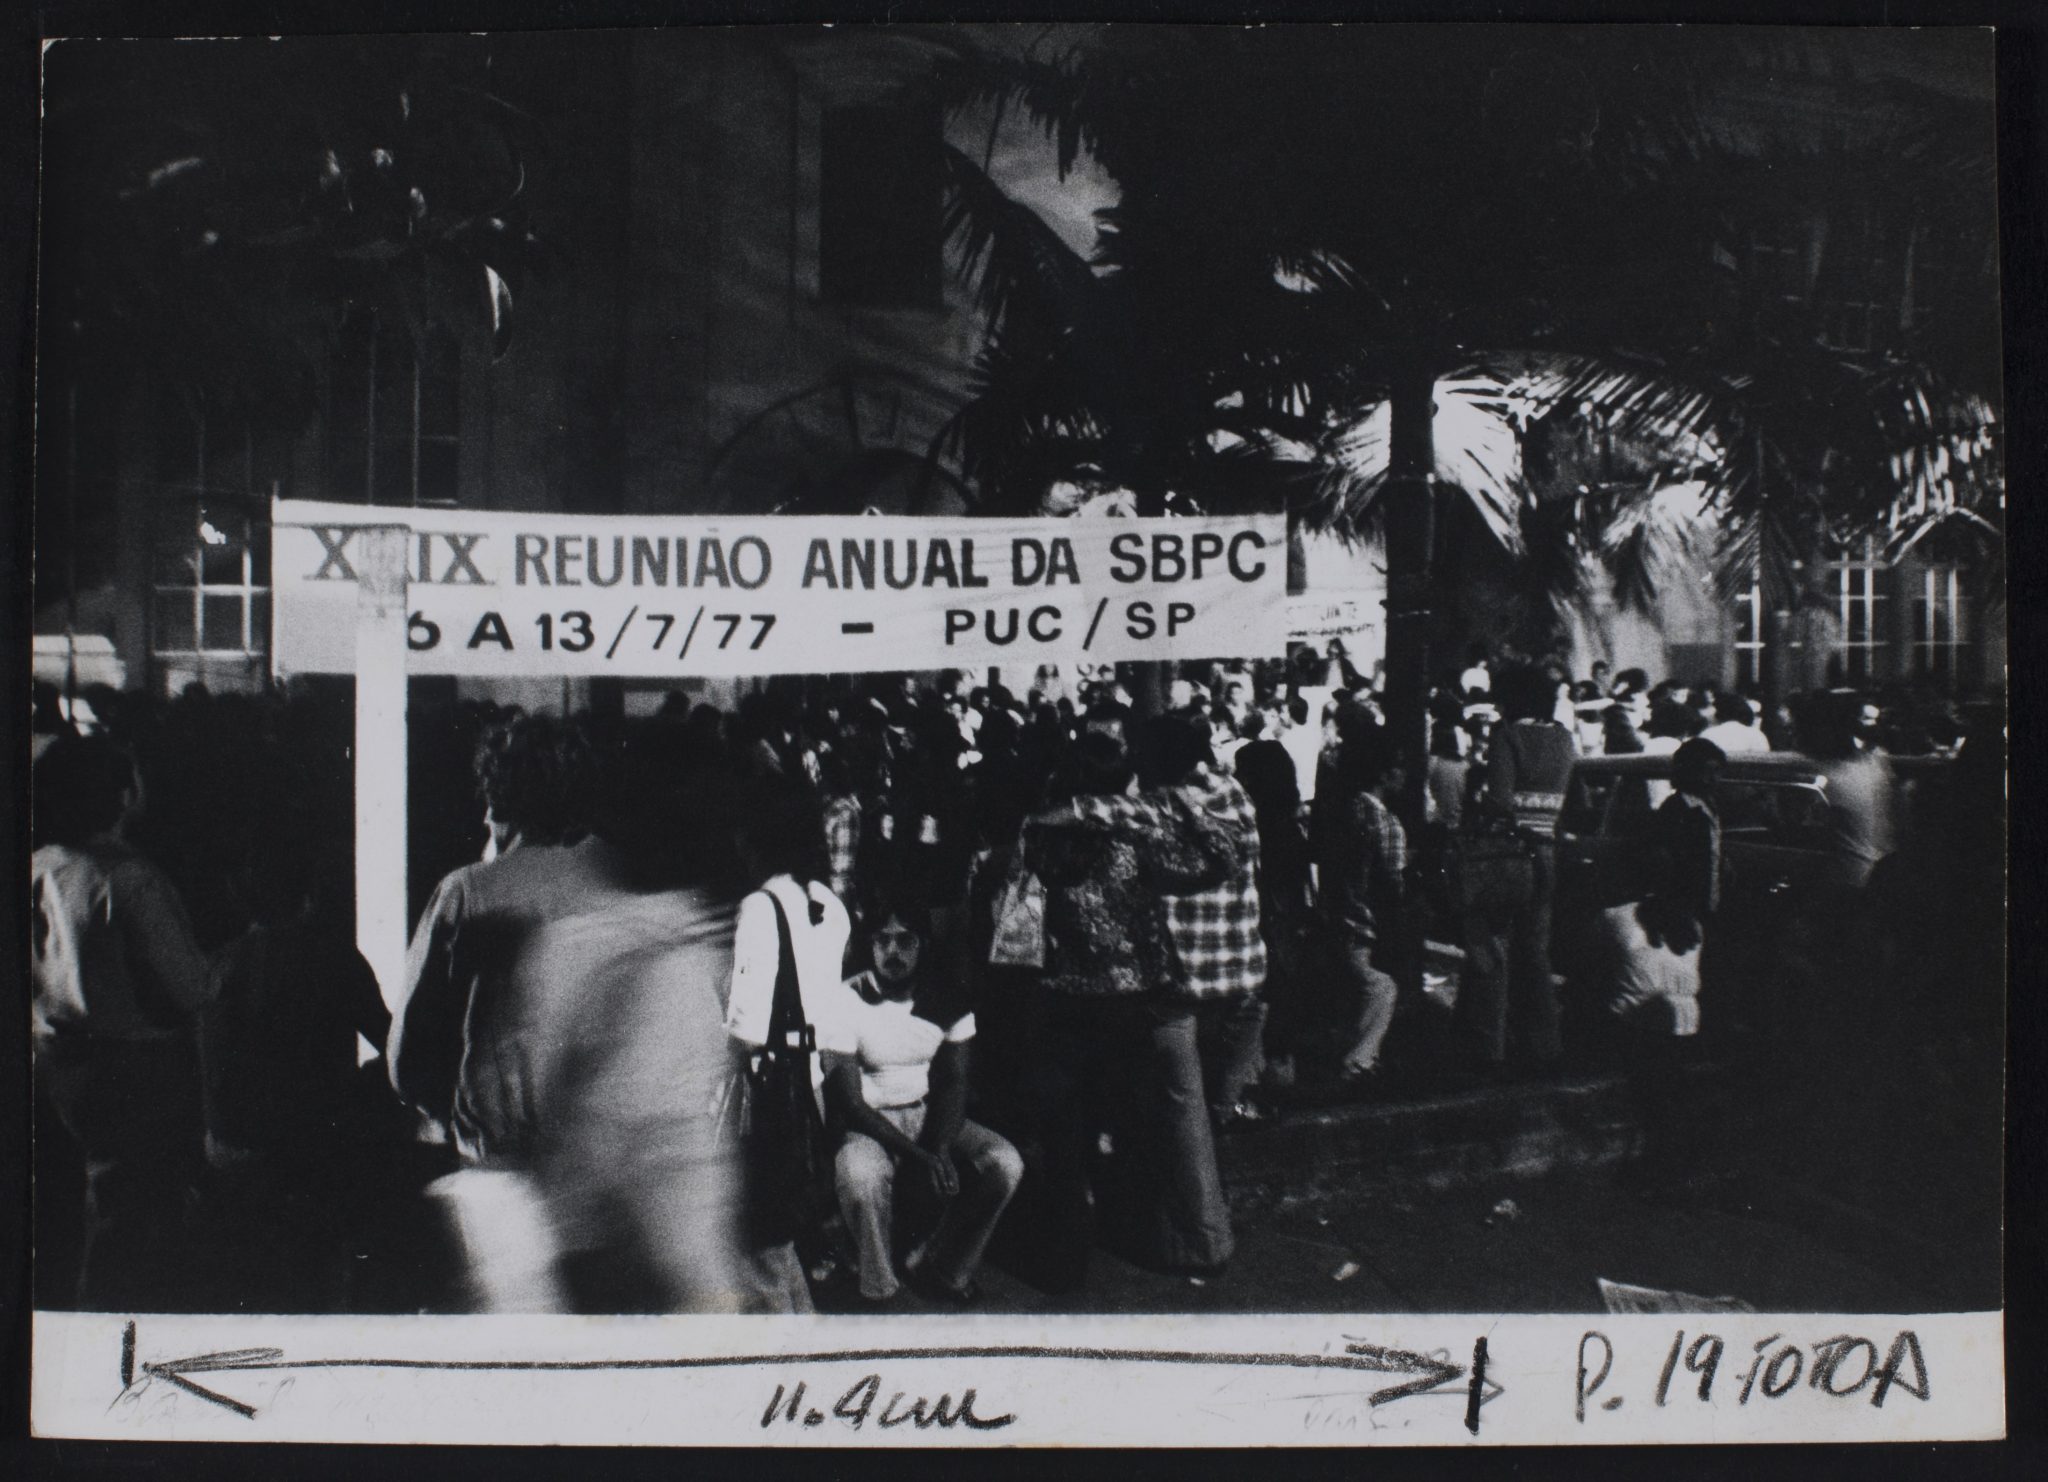 XXIX REUNIÃO ANUAL DA SBPC
6 A 13/7/77 - PUC/SP
11.4cm
P. 19 FOTO A